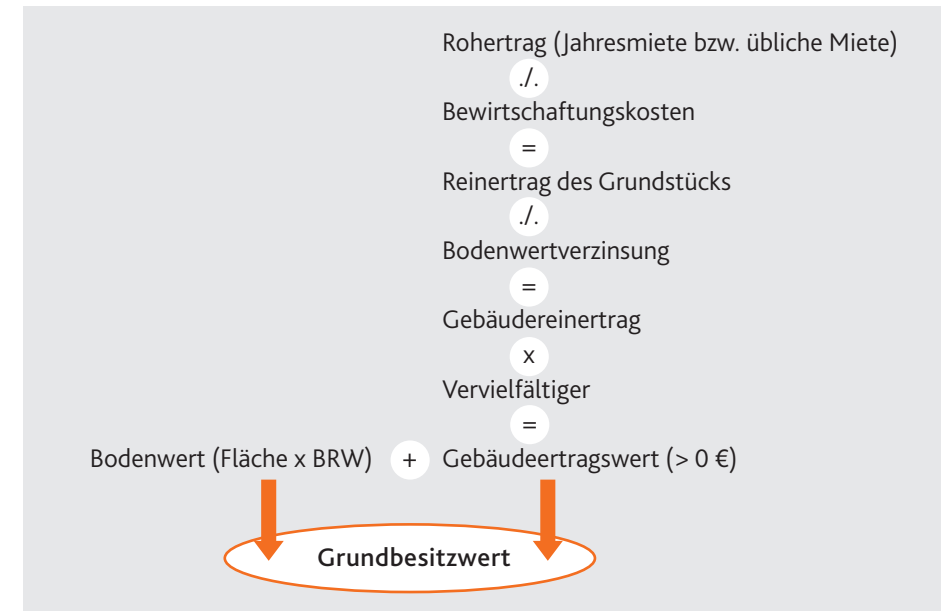 Rohertrag (Jahresmiete bzw. übliche Miete)
./.
Bewirtschaftungskosten
=
Reinertrag des Grundstücks
./.
Bodenwertverzinsung
=
Gebäudereinertrag
x
Vervielfältiger
=
Bodenwert (Fläche x BRW) + Gebäudeertragswert (> 0 €)
Grundbesitzwert